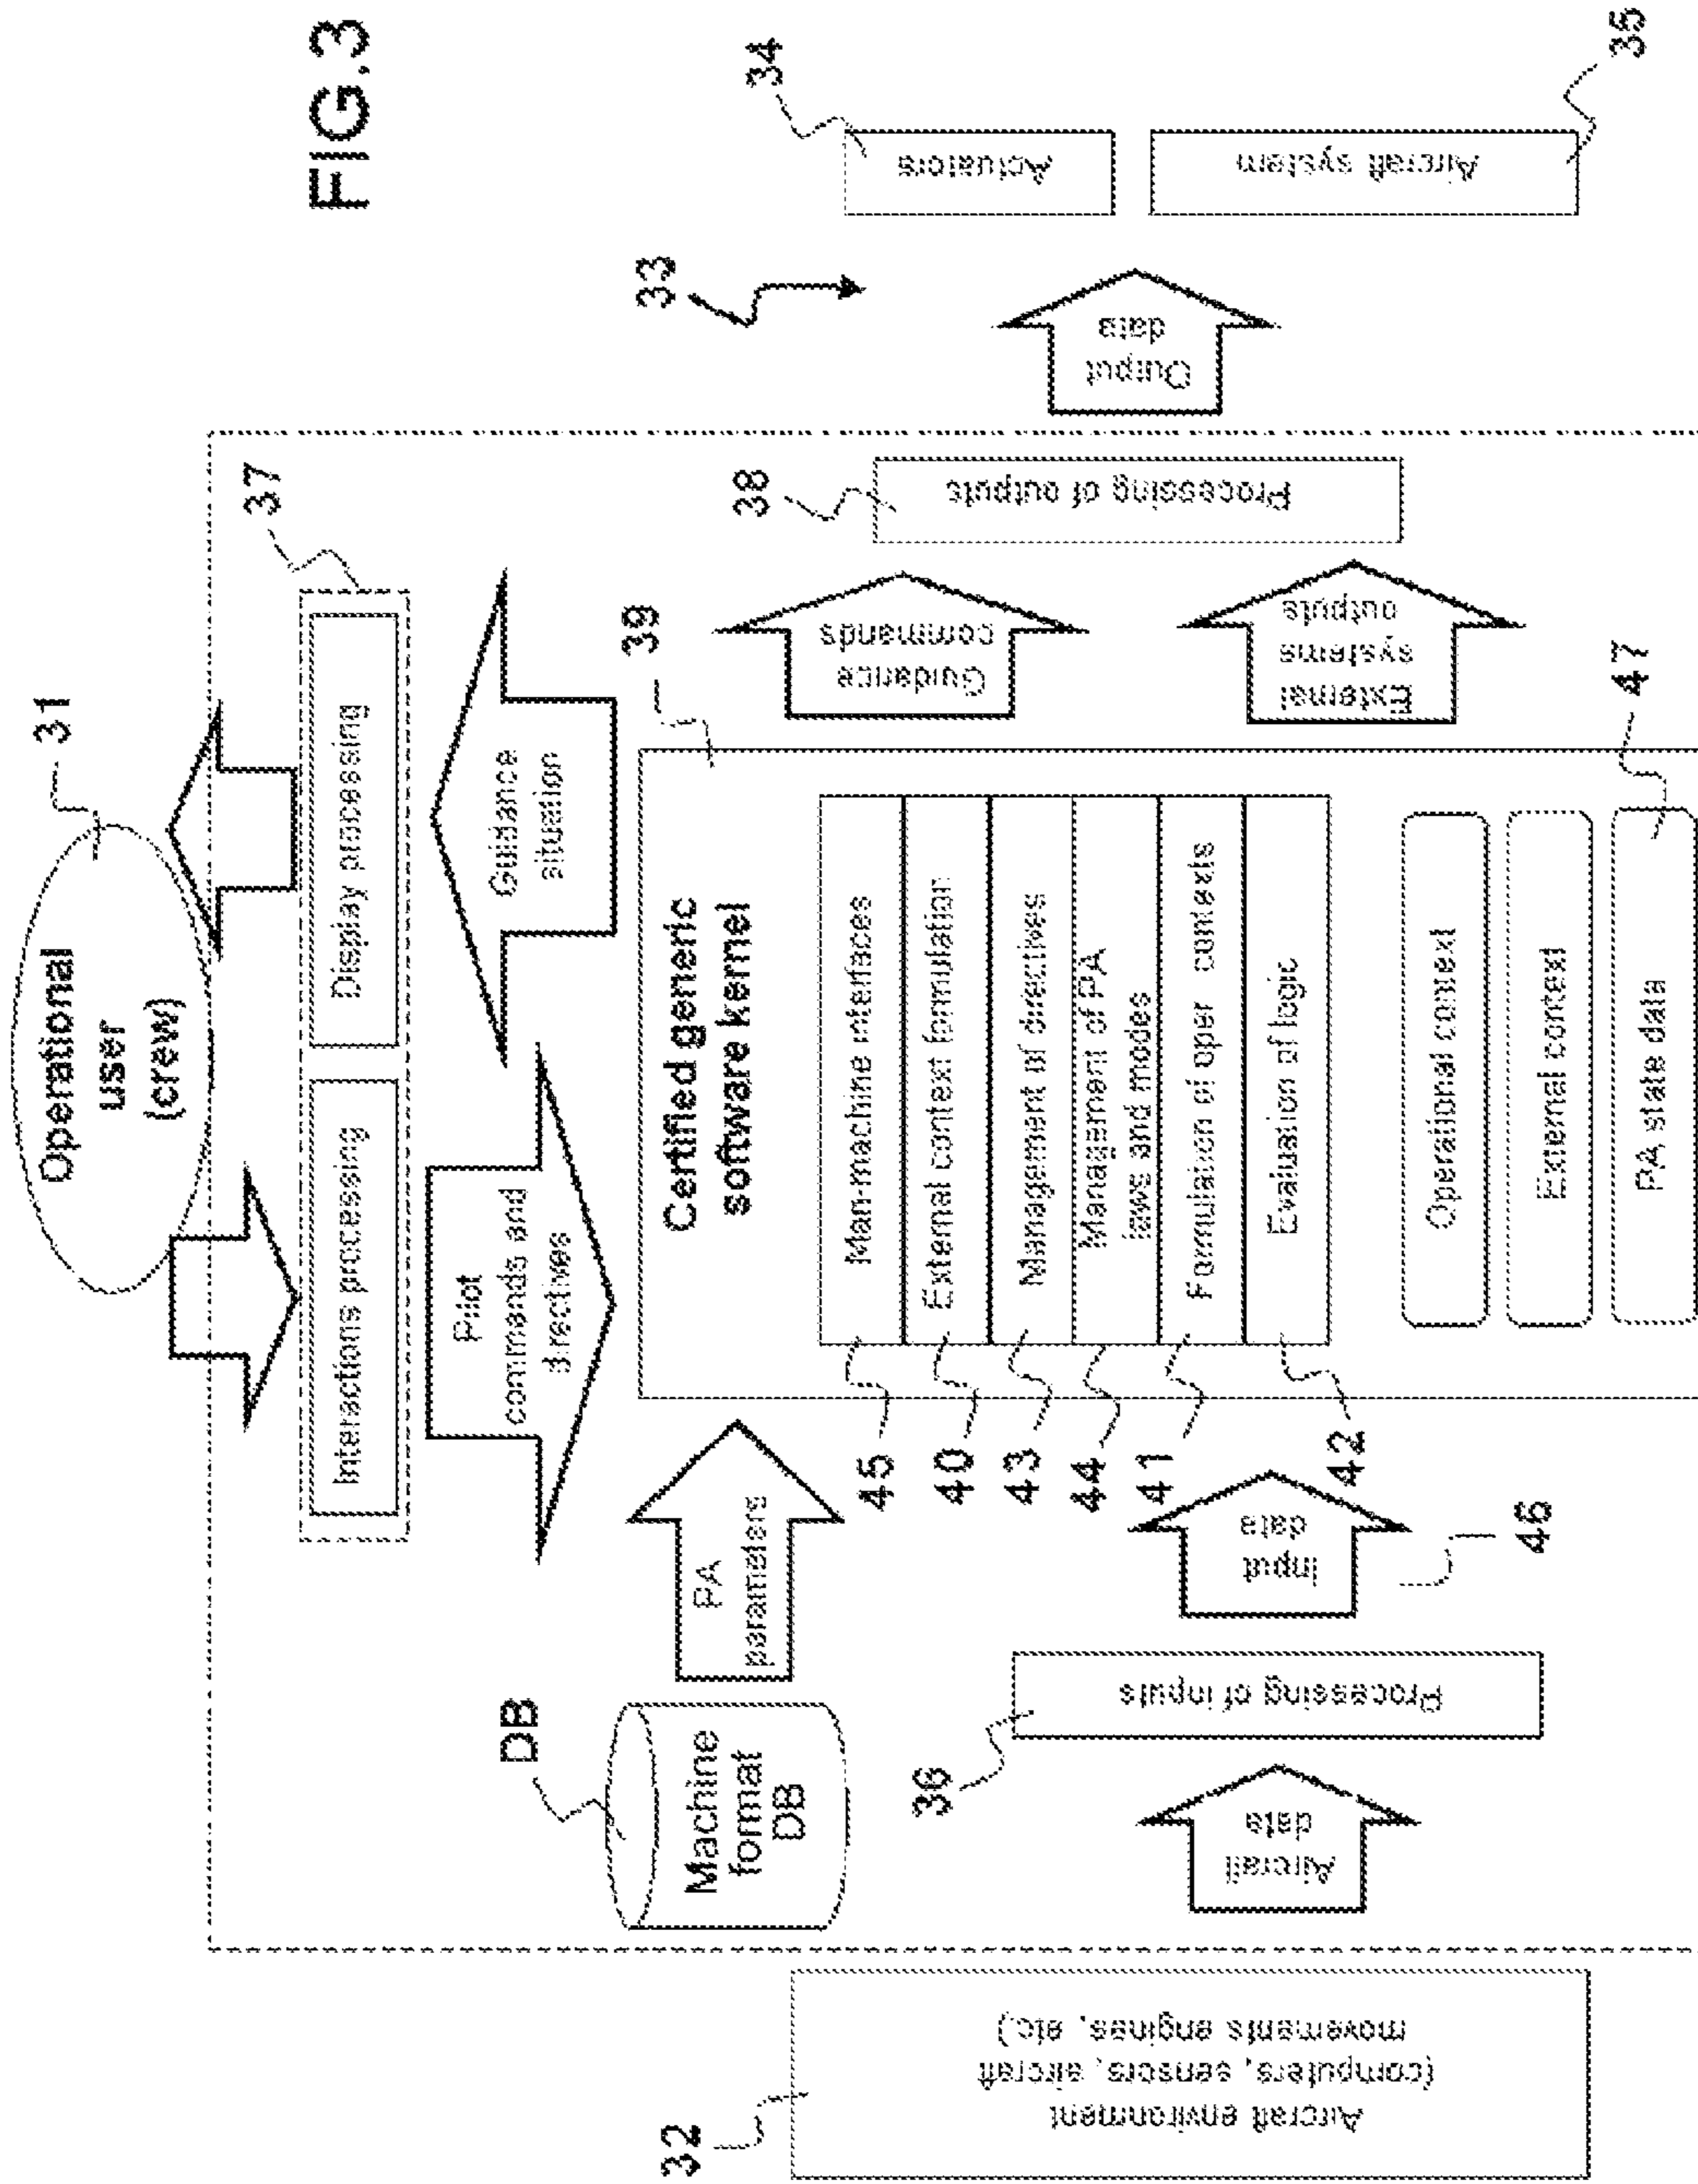 FIG.3
Operational
user
(crew)
31
37
Interactions processing
Display processing
Pilot
commands and
directives
Guidance
situation
DB
Machine
format
DB
PA
parameters
39
Certified generic
software kernel
45
Man-machine interfaces
40
External context formulation
43
Management of directives
44
Management of PA
laws and modes
41
Formulation of oper contexts
42
Evaluation of logic
Operational context
External context
PA state data
47
32
Aircraft environment
(computers, sensors, aircraft
movements engines, etc.)
Aircraft
data
36
Processing of inputs
Input
data
46
Guidance
commands
External
systems
outputs
38
Processing of outputs
33
Output
data
34
Actuators
Aircraft system
35